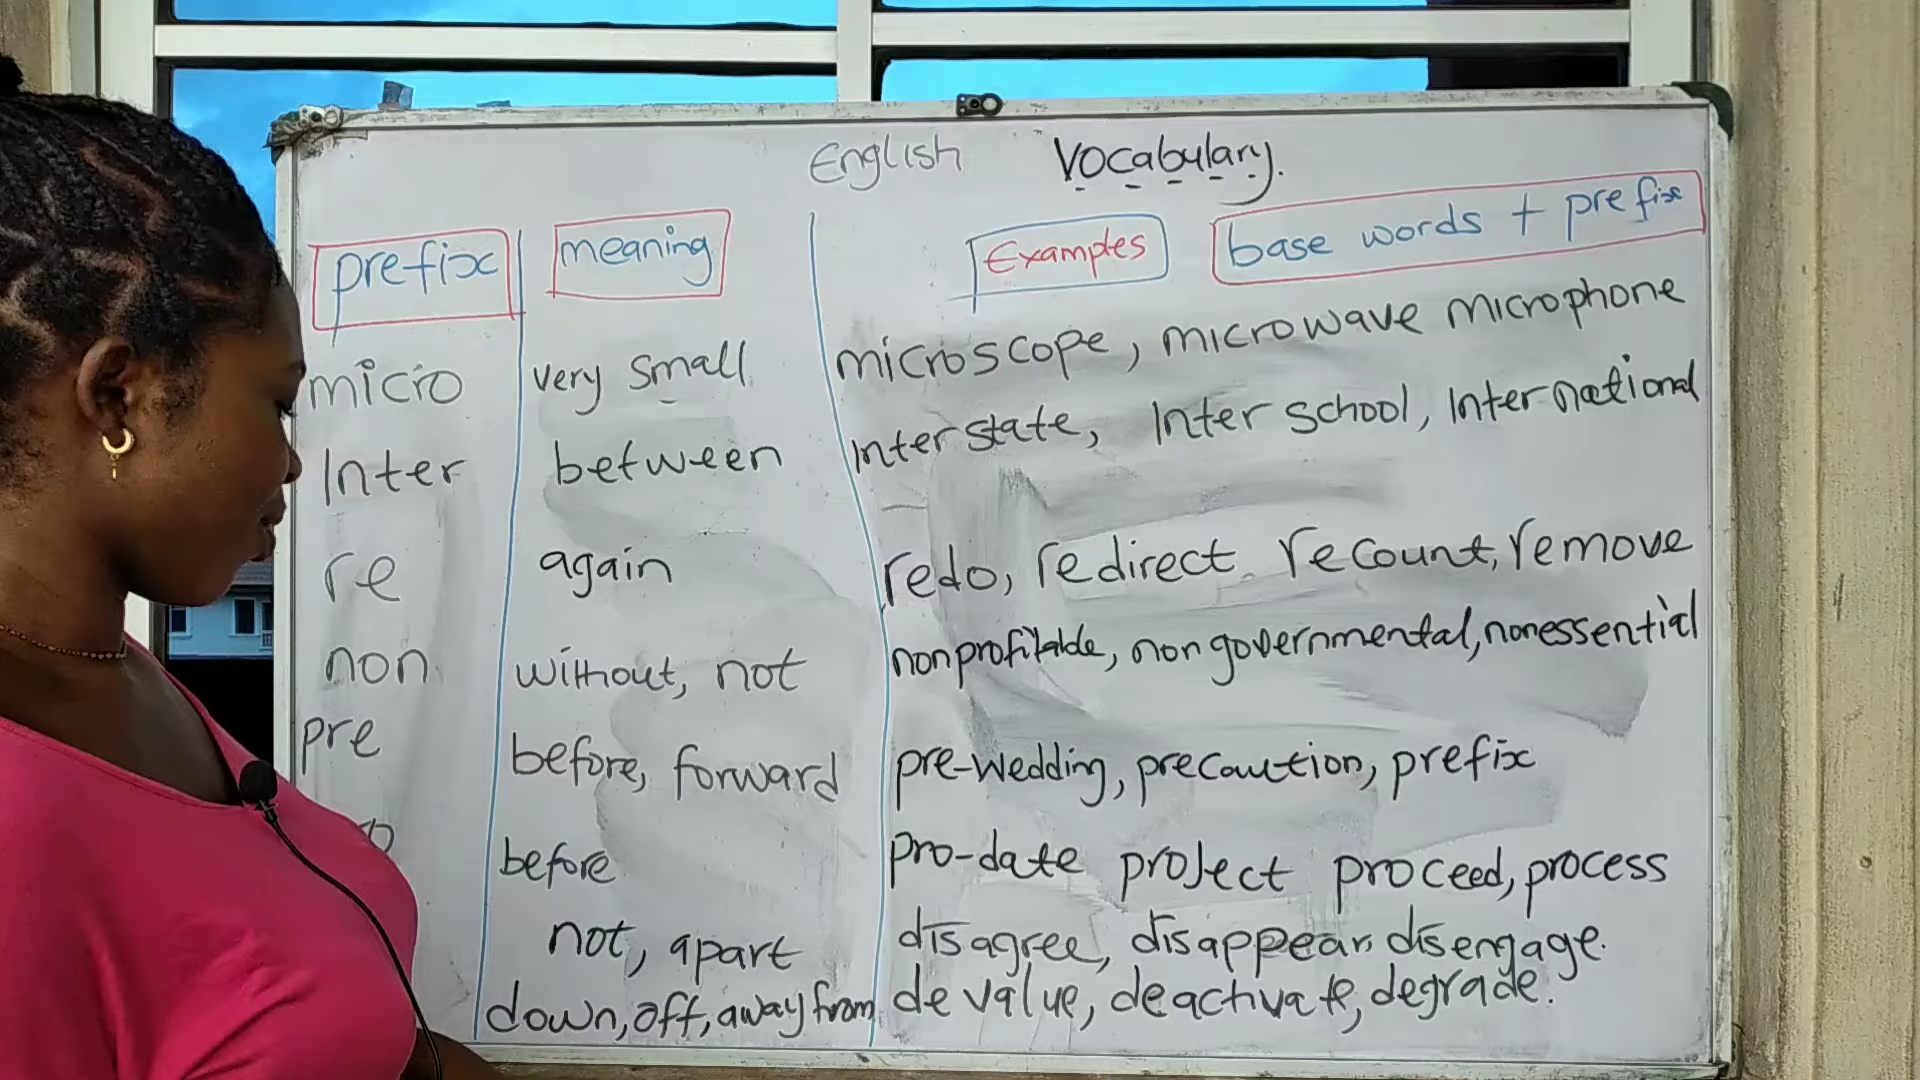 English Vocabulary.
prefix meaning Examples base words + prefix
micro very small microscope, microwave microphone
Inter between Interstate, Inter school, International
re again redo, redirect recount, remove
non without, not nonprofitable, nongovernmental, nonessential
pre before, forward pre-wedding, precaution, prefix
before pro-date project proceed, process
not, apart disagree, disappear, disengage.
down, off, away from devalue, deactivate, degrade.